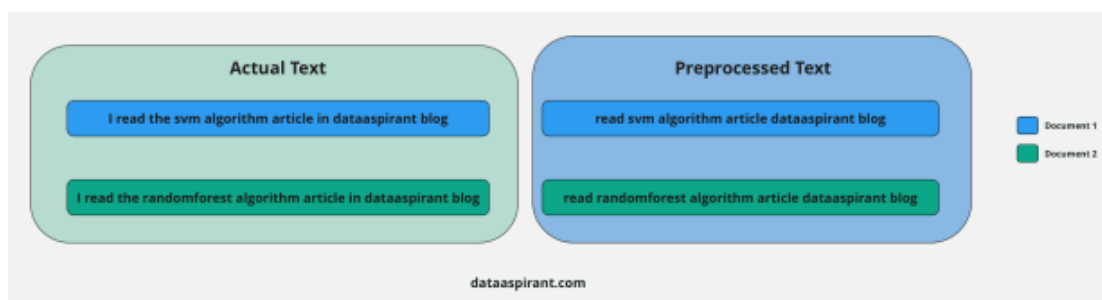 Actual Text
I read the svm algorithm article in dataaspirant blog
I read the randomforest algorithm article in dataaspirant blog
Preprocessed Text
read svm algorithm article dataaspirant blog
read randomforest algorithm article dataaspirant blog
Document 1
Document 2
dataaspirant.com